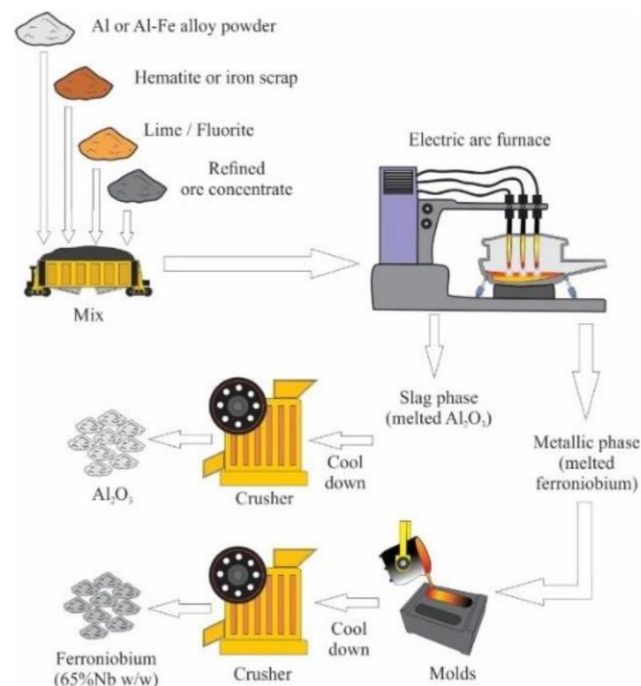 Al or Al-Fe alloy powder
Hematite or iron scrap
Lime / Fluorite
Refined
ore concentrate
Mix
Electric arc furnace
Slag phase
(melted Al₂O₃)
Metallic phase
(melted
ferroniobium)
Cool
down
Crusher
Al₂O₃
Molds
Cool
down
Crusher
Ferroniobium
(65%Nb w/w)